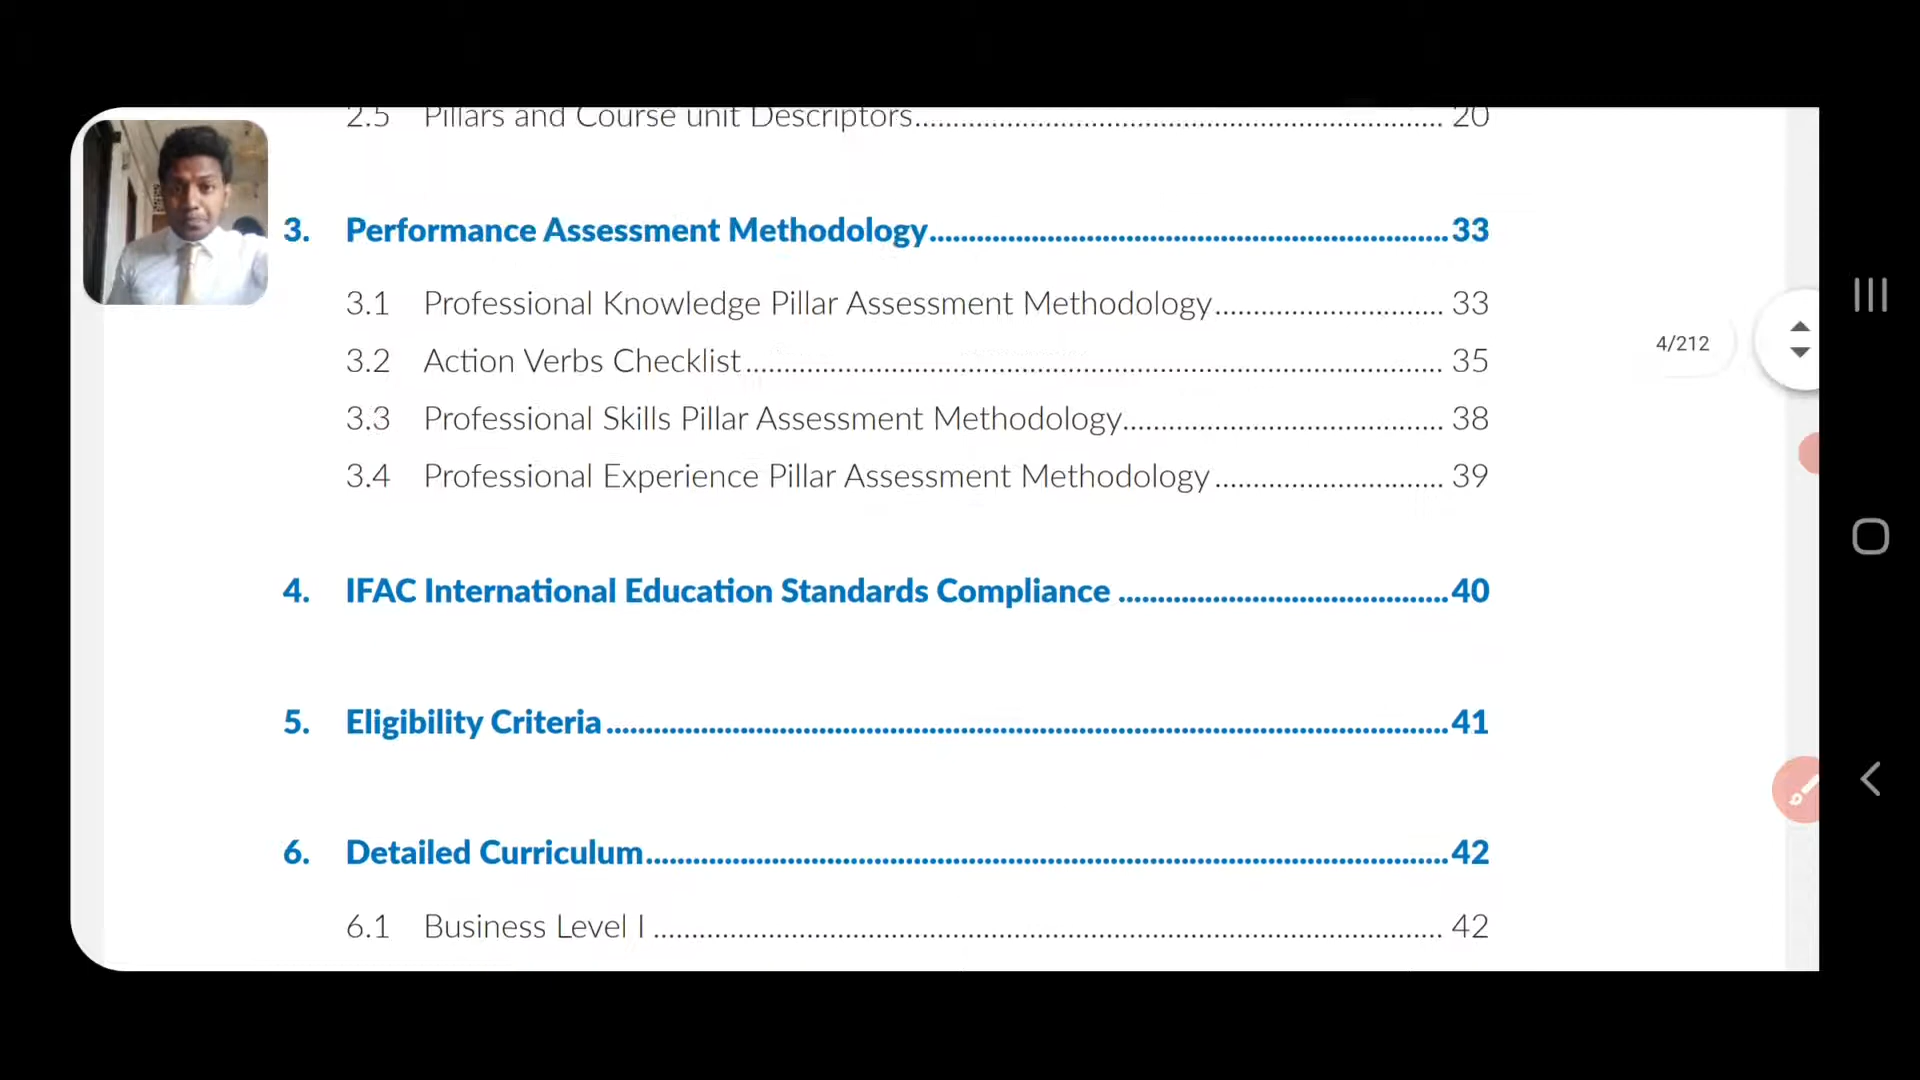 2.5 Pillars and Course unit Descriptors........................................................................ 20
3. Performance Assessment Methodology..................................................................33
3.1 Professional Knowledge Pillar Assessment Methodology............................. 33
3.2 Action Verbs Checklist.......................................................................................... 35
3.3 Professional Skills Pillar Assessment Methodology......................................... 38
3.4 Professional Experience Pillar Assessment Methodology............................. 39
4/212
4. IFAC International Education Standards Compliance ..........................................40
5. Eligibility Criteria............................................................................................................41
6. Detailed Curriculum.......................................................................................................42
6.1 Business Level I ...................................................................................................... 42